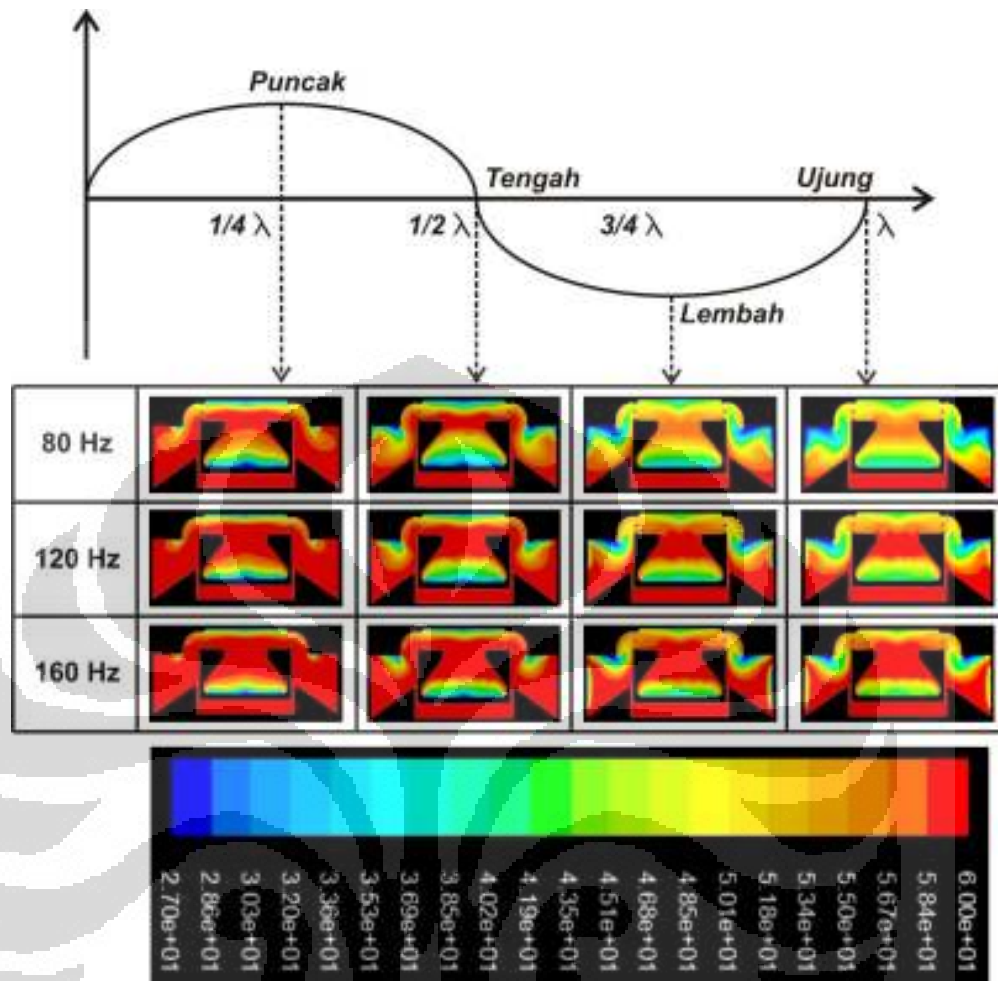 Puncak
Tengah
Ujung
1/4 λ
1/2 λ
3/4 λ
λ
Lembah
80 Hz
120 Hz
160 Hz
2.70e+01
2.86e+01
3.03e+01
3.20e+01
3.36e+01
3.53e+01
3.69e+01
3.85e+01
4.02e+01
4.19e+01
4.35e+01
4.51e+01
4.68e+01
4.85e+01
5.01e+01
5.18e+01
5.34e+01
5.50e+01
5.67e+01
5.84e+01
6.00e+01